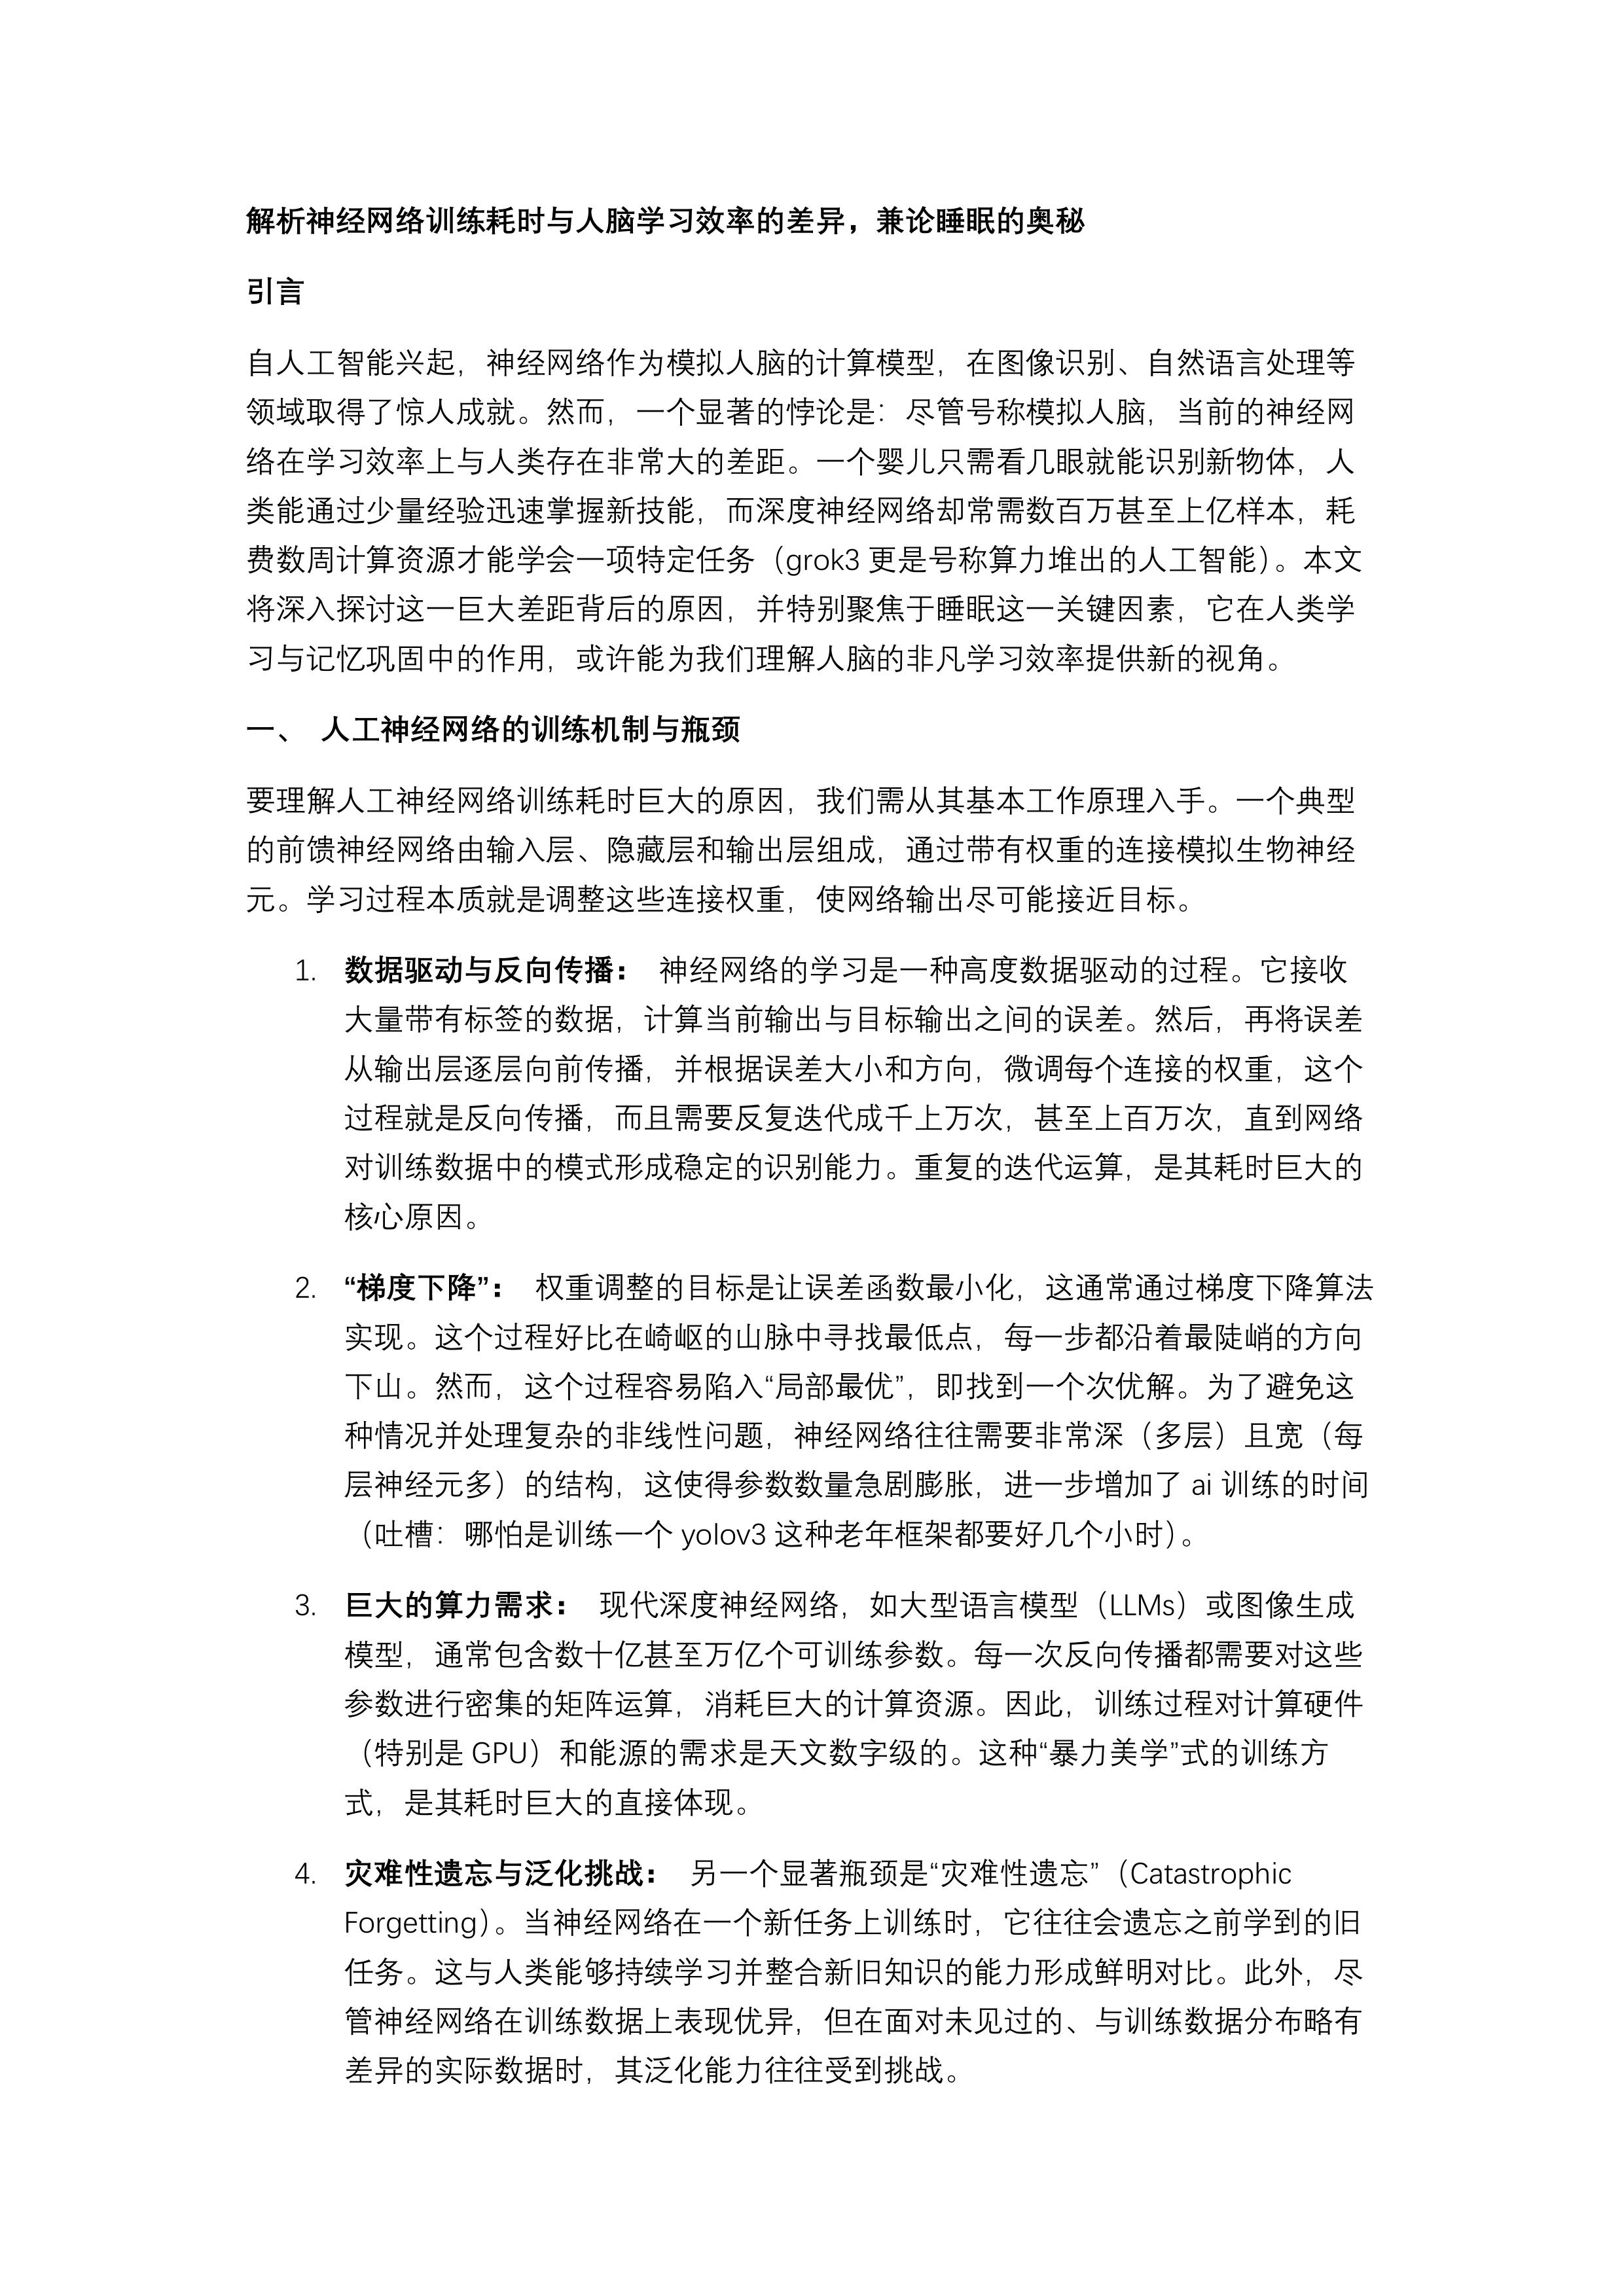 解析神经网络训练耗时与人脑学习效率的差异，兼论睡眠的奥秘
引言
自人工智能兴起，神经网络作为模拟人脑的计算模型，在图像识别、自然语言处理等
领域取得了惊人成就。然而，一个显著的悖论是：尽管号称模拟人脑，当前的神经网
络在学习效率上与人类存在非常大的差距。一个婴儿只需看几眼就能识别新物体，人
类能通过少量经验迅速掌握新技能，而深度神经网络却常需数百万甚至上亿样本，耗
费数周计算资源才能学会一项特定任务（grok3 更是号称算力堆出的人工智能）。本文
将深入探讨这一巨大差距背后的原因，并特别聚焦于睡眠这一关键因素，它在人类学
习与记忆巩固中的作用，或许能为我们理解人脑的非凡学习效率提供新的视角。
一、 人工神经网络的训练机制与瓶颈
要理解人工神经网络训练耗时巨大的原因，我们需从其基本工作原理入手。一个典型
的前馈神经网络由输入层、隐藏层和输出层组成，通过带有权重的连接模拟生物神经
元。学习过程本质就是调整这些连接权重，使网络输出尽可能接近目标。
1. 数据驱动与反向传播： 神经网络的学习是一种高度数据驱动的过程。它接收
大量带有标签的数据，计算当前输出与目标输出之间的误差。然后，再将误差
从输出层逐层向前传播，并根据误差大小和方向，微调每个连接的权重，这个
过程就是反向传播，而且需要反复迭代成千上万次，甚至上百万次，直到网络
对训练数据中的模式形成稳定的识别能力。重复的迭代运算，是其耗时巨大的
核心原因。
2. “梯度下降”： 权重调整的目标是让误差函数最小化，这通常通过梯度下降算法
实现。这个过程好比在崎岖的山脉中寻找最低点，每一步都沿着最陡峭的方向
下山。然而，这个过程容易陷入“局部最优”，即找到一个次优解。为了避免这
种情况并处理复杂的非线性问题，神经网络往往需要非常深（多层）且宽（每
层神经元多）的结构，这使得参数数量急剧膨胀，进一步增加了 ai 训练的时间
（吐槽：哪怕是训练一个 yolov3 这种老年框架都要好几个小时）。
3. 巨大的算力需求： 现代深度神经网络，如大型语言模型（LLMs）或图像生成
模型，通常包含数十亿甚至万亿个可训练参数。每一次反向传播都需要对这些
参数进行密集的矩阵运算，消耗巨大的计算资源。因此，训练过程对计算硬件
（特别是 GPU）和能源的需求是天文数字级的。这种“暴力美学”式的训练方
式，是其耗时巨大的直接体现。
4. 灾难性遗忘与泛化挑战： 另一个显著瓶颈是“灾难性遗忘”（Catastrophic
Forgetting）。当神经网络在一个新任务上训练时，它往往会遗忘之前学到的旧
任务。这与人类能够持续学习并整合新旧知识的能力形成鲜明对比。此外，尽
管神经网络在训练数据上表现优异，但在面对未见过的、与训练数据分布略有
差异的实际数据时，其泛化能力往往受到挑战。